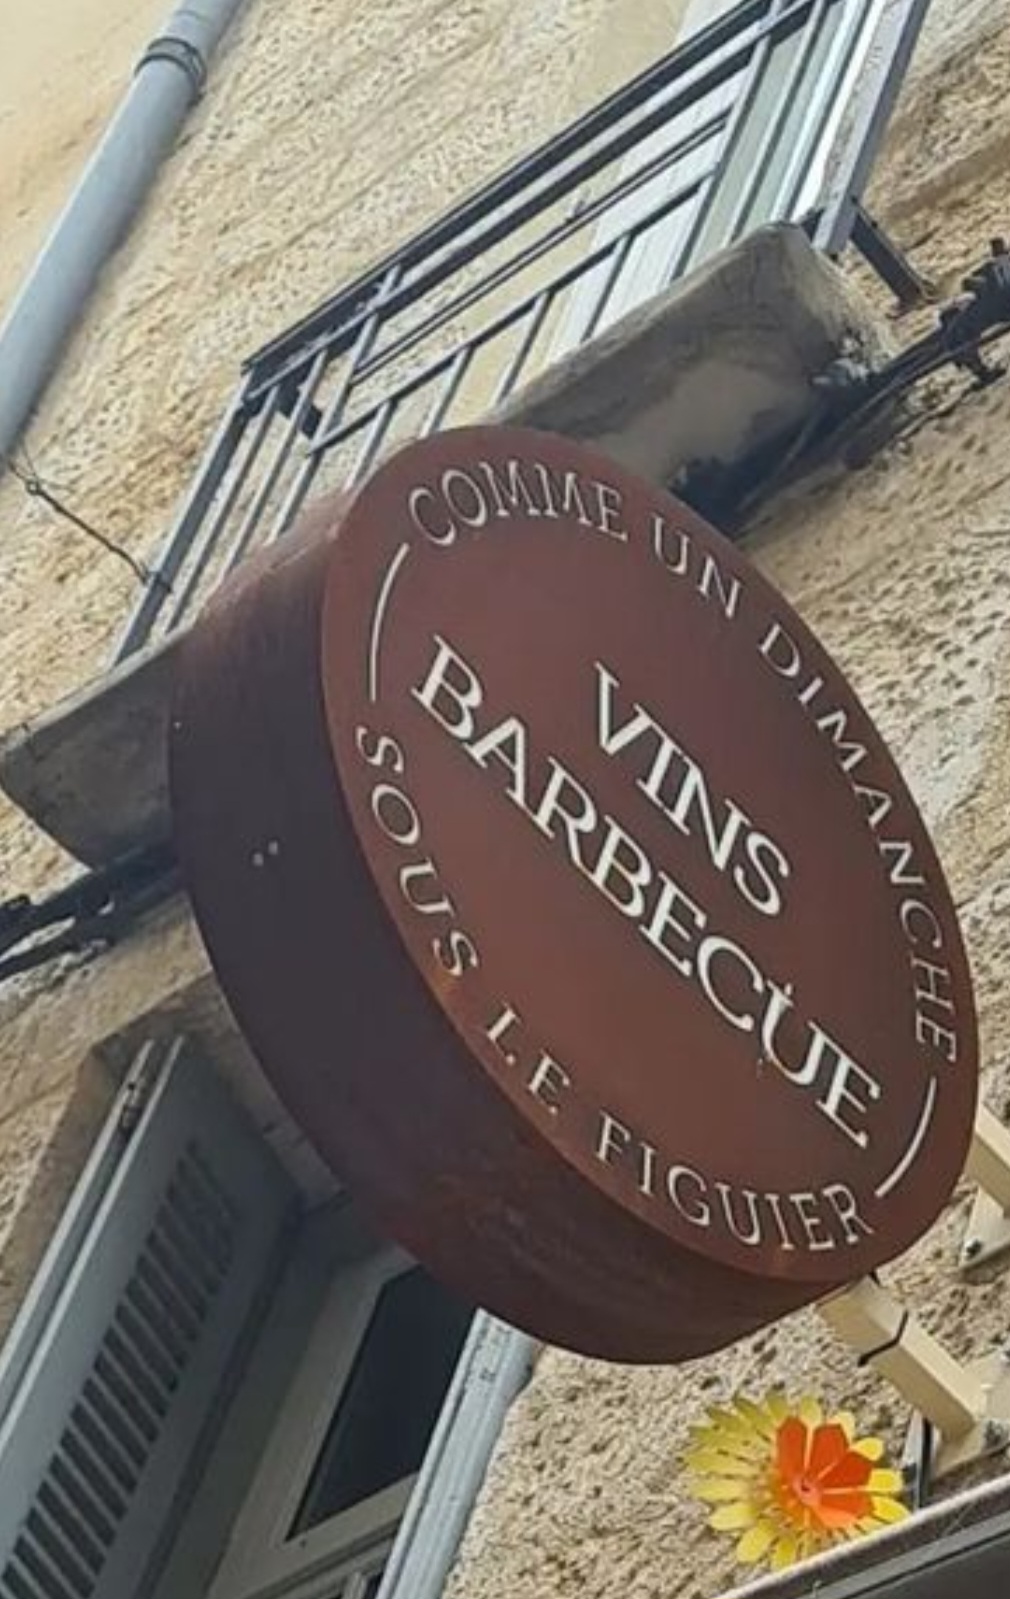 COMME UN DIMANCHE
VINS
BARBECUE
SOUS LE FIGUIER